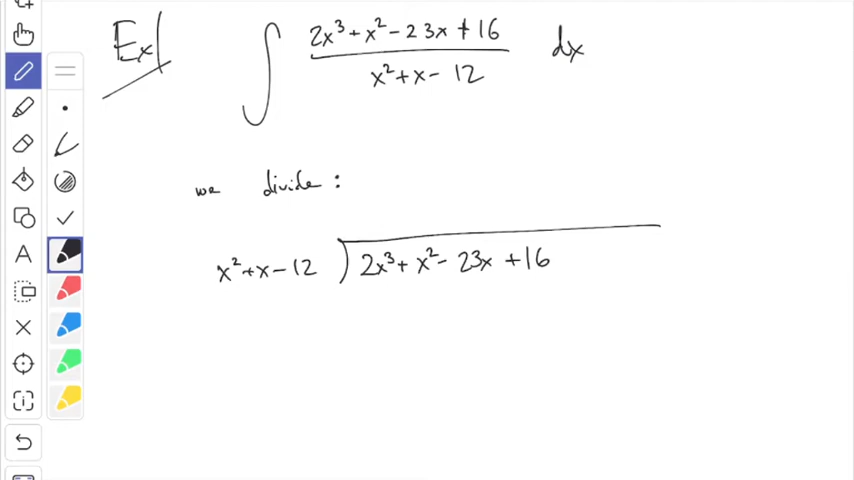 Ex
∫ (2x³ + x² - 23x + 16)/(x² + x - 12) dx
we divide :
x² + x - 12 ) 2x³ + x² - 23x + 16